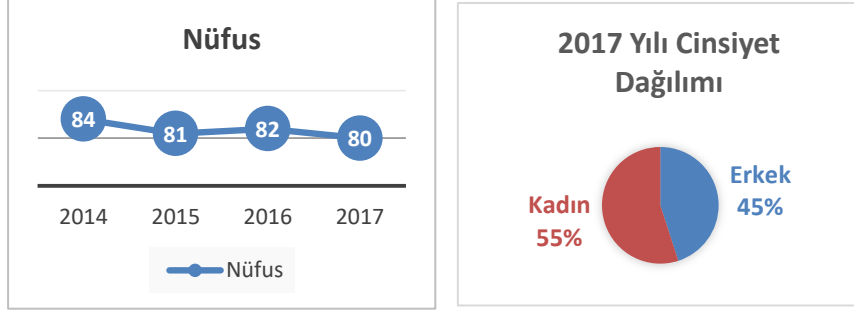 Nüfus
84
81
82
80
2014 2015 2016 2017
Nüfus
2017 Yılı Cinsiyet
Dağılımı
Erkek
45%
Kadın
55%